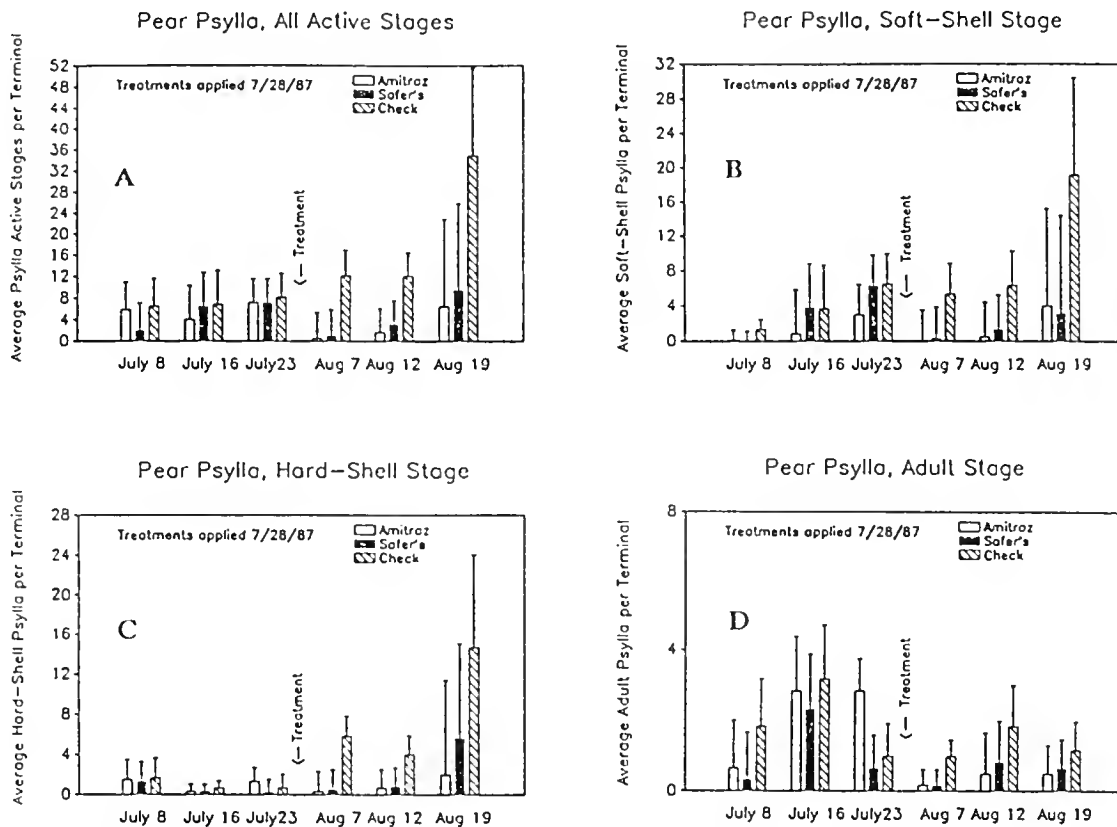 Pear Psylla, All Active Stages
Average Psylla Active Stages per Terminal
52
48
44
40
36
32
28
24
20
16
12
8
4
0
Treatments applied 7/28/87
Amitraz
Safer's
Check
A
Treatment
July 8
July 16
July23
Aug 7
Aug 12
Aug 19
Pear Psylla, Soft-Shell Stage
Average Soft-Shell Psylla per Terminal
32
28
24
20
16
12
8
4
0
Treatments applied 7/28/87
Amitraz
Safer's
Check
B
Treatment
July 8
July 16
July23
Aug 7
Aug 12
Aug 19
Pear Psylla, Hard-Shell Stage
Average Hard-Shell Psylla per Terminal
28
24
20
16
12
8
4
0
Treatments applied 7/28/87
Amitraz
Safer's
Check
C
Treatment
July 8
July 16
July23
Aug 7
Aug 12
Aug 19
Pear Psylla, Adult Stage
Average Adult Psylla per Terminal
8
4
0
Treatments applied 7/28/87
Amitraz
Safer's
Check
D
Treatment
July 8
July 16
July23
Aug 7
Aug 12
Aug 19